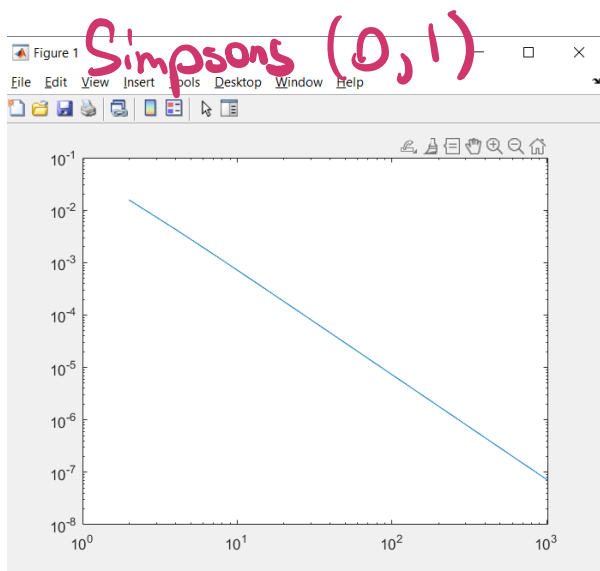 Simpsons (0,1)
Figure 1
File Edit View Insert Tools Desktop Window Help
10^-1
10^-2
10^-3
10^-4
10^-5
10^-6
10^-7
10^-8
10^0 10^1 10^2 10^3